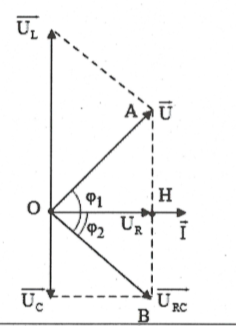 U_L
A U
φ₁
O H
φ₂ U_R I
U_C U_RC
B